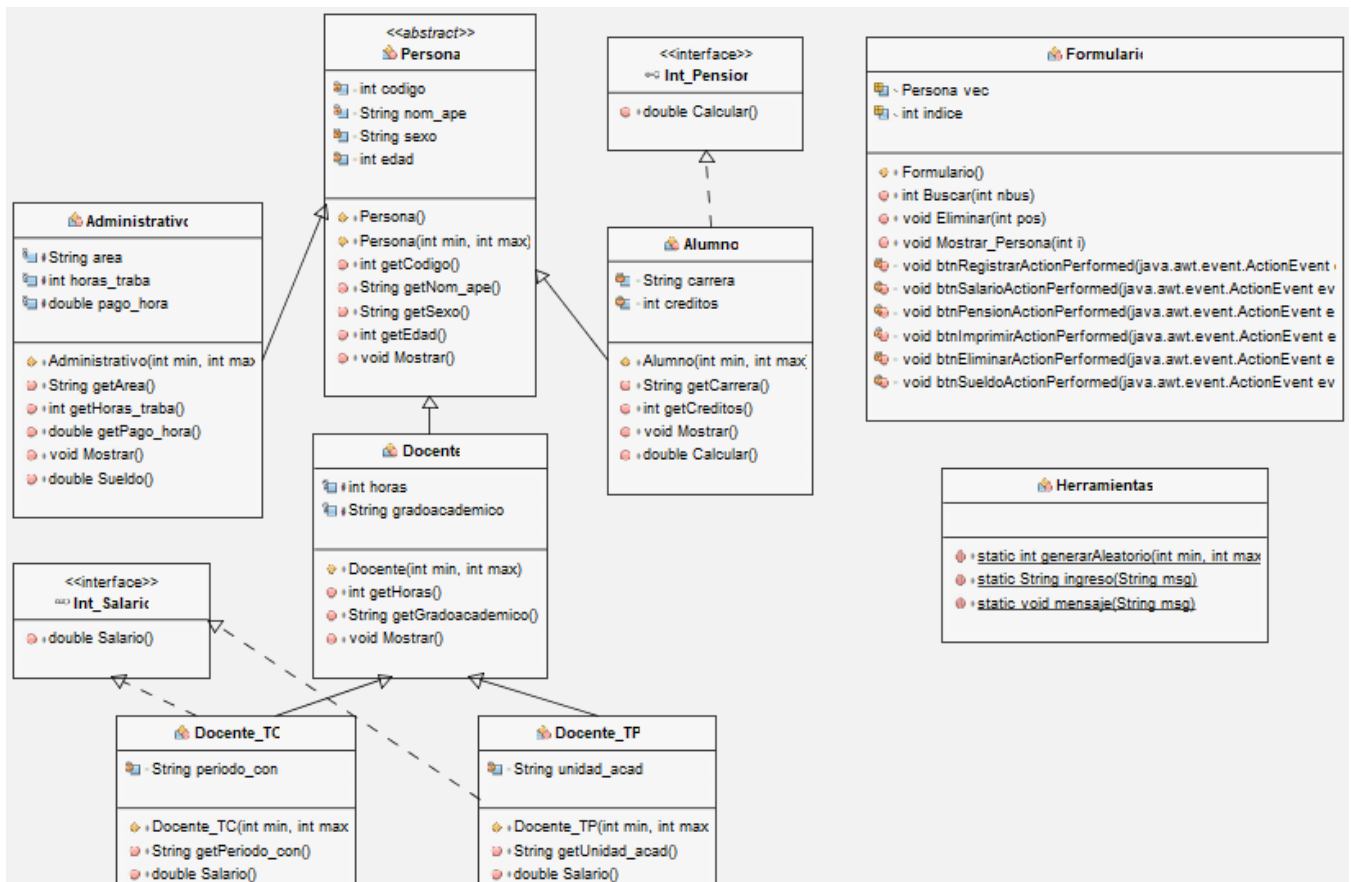 <<abstract>>
Persona
- int codigo
- String nom_ape
- String sexo
- int edad
+ Persona()
+ Persona(int min, int max)
+ int getCodigo()
+ String getNom_ape()
+ String getSexo()
+ int getEdad()
+ void Mostrar()
<<interface>>
Int_Pension
+ double Calcular()
Formulario
~ Persona vec
~ int indice
+ Formulario()
+ int Buscar(int nbus)
+ void Eliminar(int pos)
+ void Mostrar_Persona(int i)
- void btnRegistrarActionPerformed(java.awt.event.ActionEvent
- void btnSalarioActionPerformed(java.awt.event.ActionEvent ev
- void btnPensionActionPerformed(java.awt.event.ActionEvent e
- void btnImprimirActionPerformed(java.awt.event.ActionEvent e
- void btnEliminarActionPerformed(java.awt.event.ActionEvent e
- void btnSueldoActionPerformed(java.awt.event.ActionEvent ev
Administrativo
# String area
# int horas_traba
# double pago_hora
+ Administrativo(int min, int max
+ String getArea()
+ int getHoras_traba()
+ double getPago_hora()
+ void Mostrar()
+ double Sueldo()
Alumno
- String carrera
- int creditos
+ Alumno(int min, int max)
+ String getCarrera()
+ int getCreditos()
+ void Mostrar()
+ double Calcular()
Docente
# int horas
# String gradoacademico
+ Docente(int min, int max)
+ int getHoras()
+ String getGradoacademico()
+ void Mostrar()
Herramientas
+ static int generarAleatorio(int min, int max
+ static String ingreso(String msg)
+ static void mensaje(String msg)
<<interface>>
Int_Salario
+ double Salario()
Docente_TC
- String periodo_con
+ Docente_TC(int min, int max
+ String getPeriodo_con()
+ double Salario()
Docente_TP
- String unidad_acad
+ Docente_TP(int min, int max
+ String getUnidad_acad()
+ double Salario()